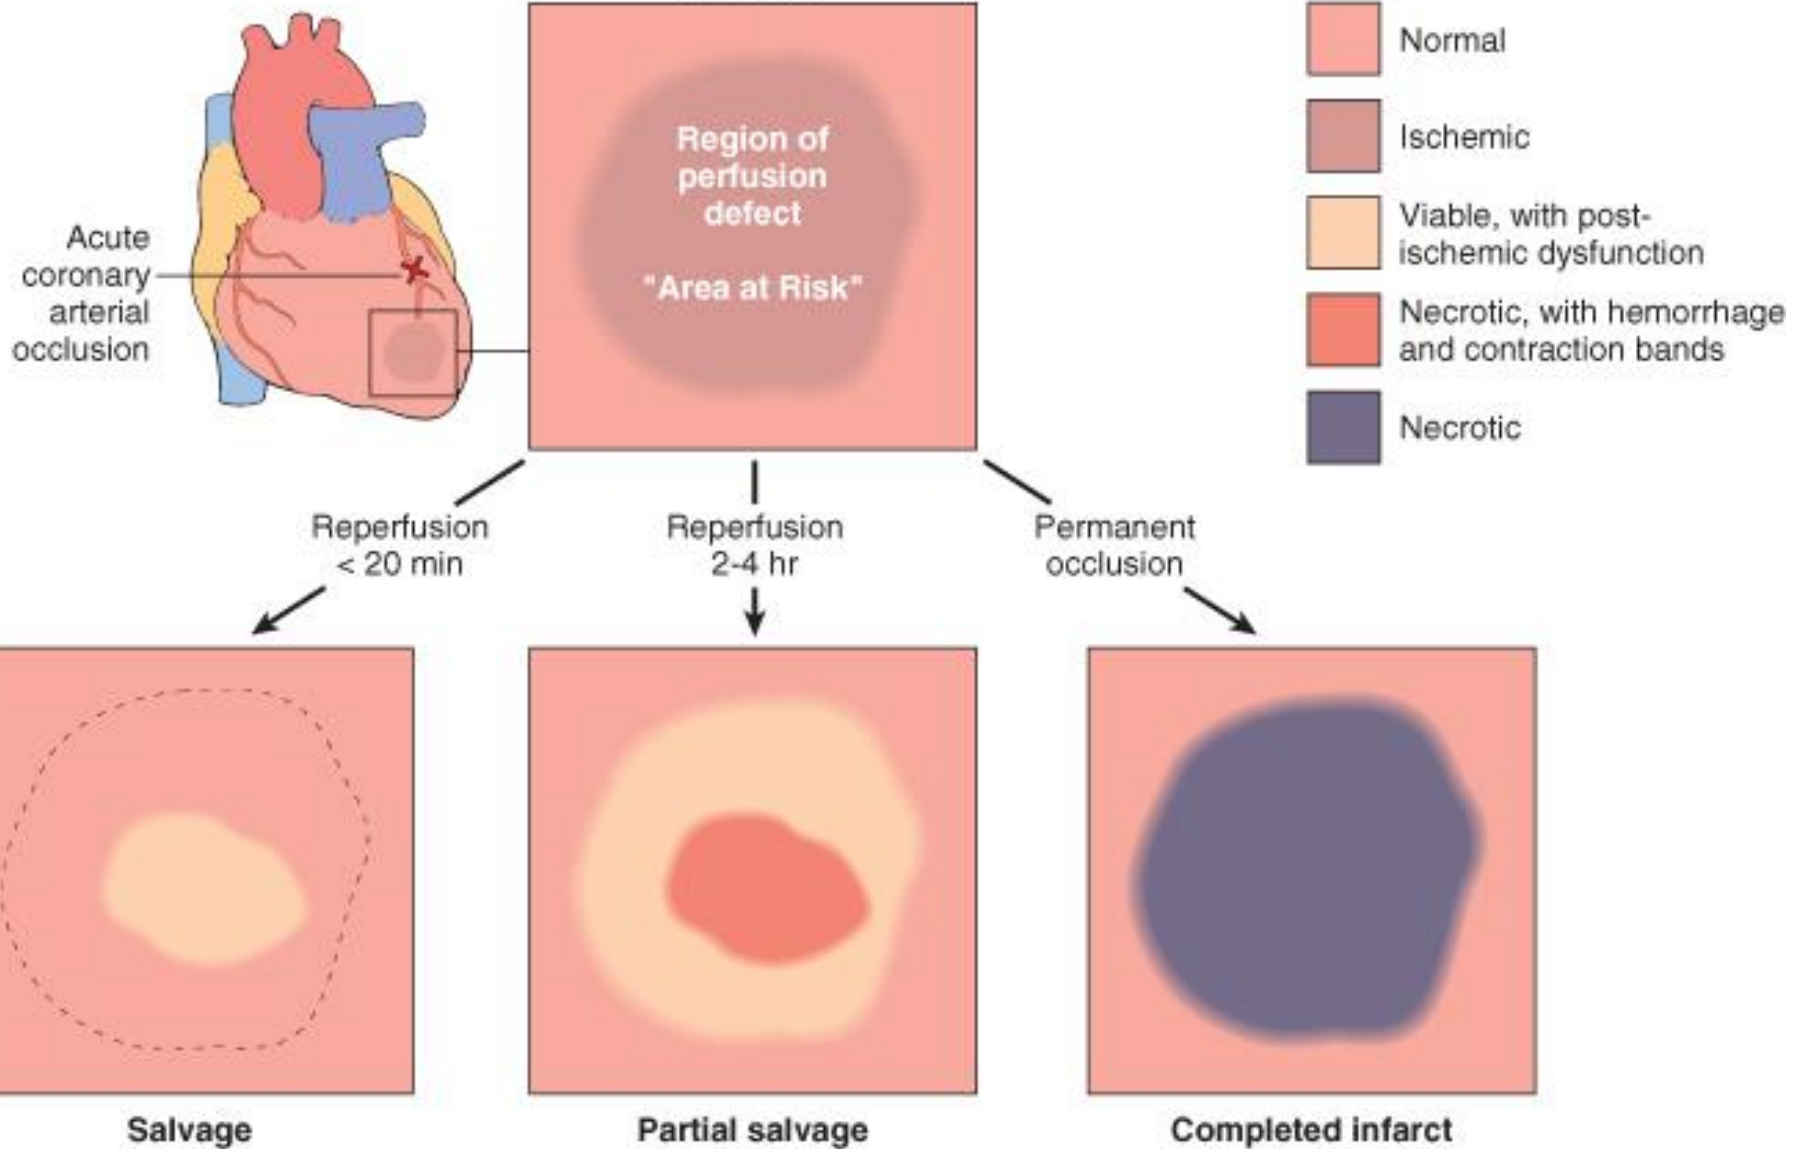 Acute
coronary
arterial
occlusion
Region of
perfusion
defect
"Area at Risk"
Normal
Ischemic
Viable, with post-
ischemic dysfunction
Necrotic, with hemorrhage
and contraction bands
Necrotic
Reperfusion
< 20 min
Reperfusion
2-4 hr
Permanent
occlusion
Salvage
Partial salvage
Completed infarct